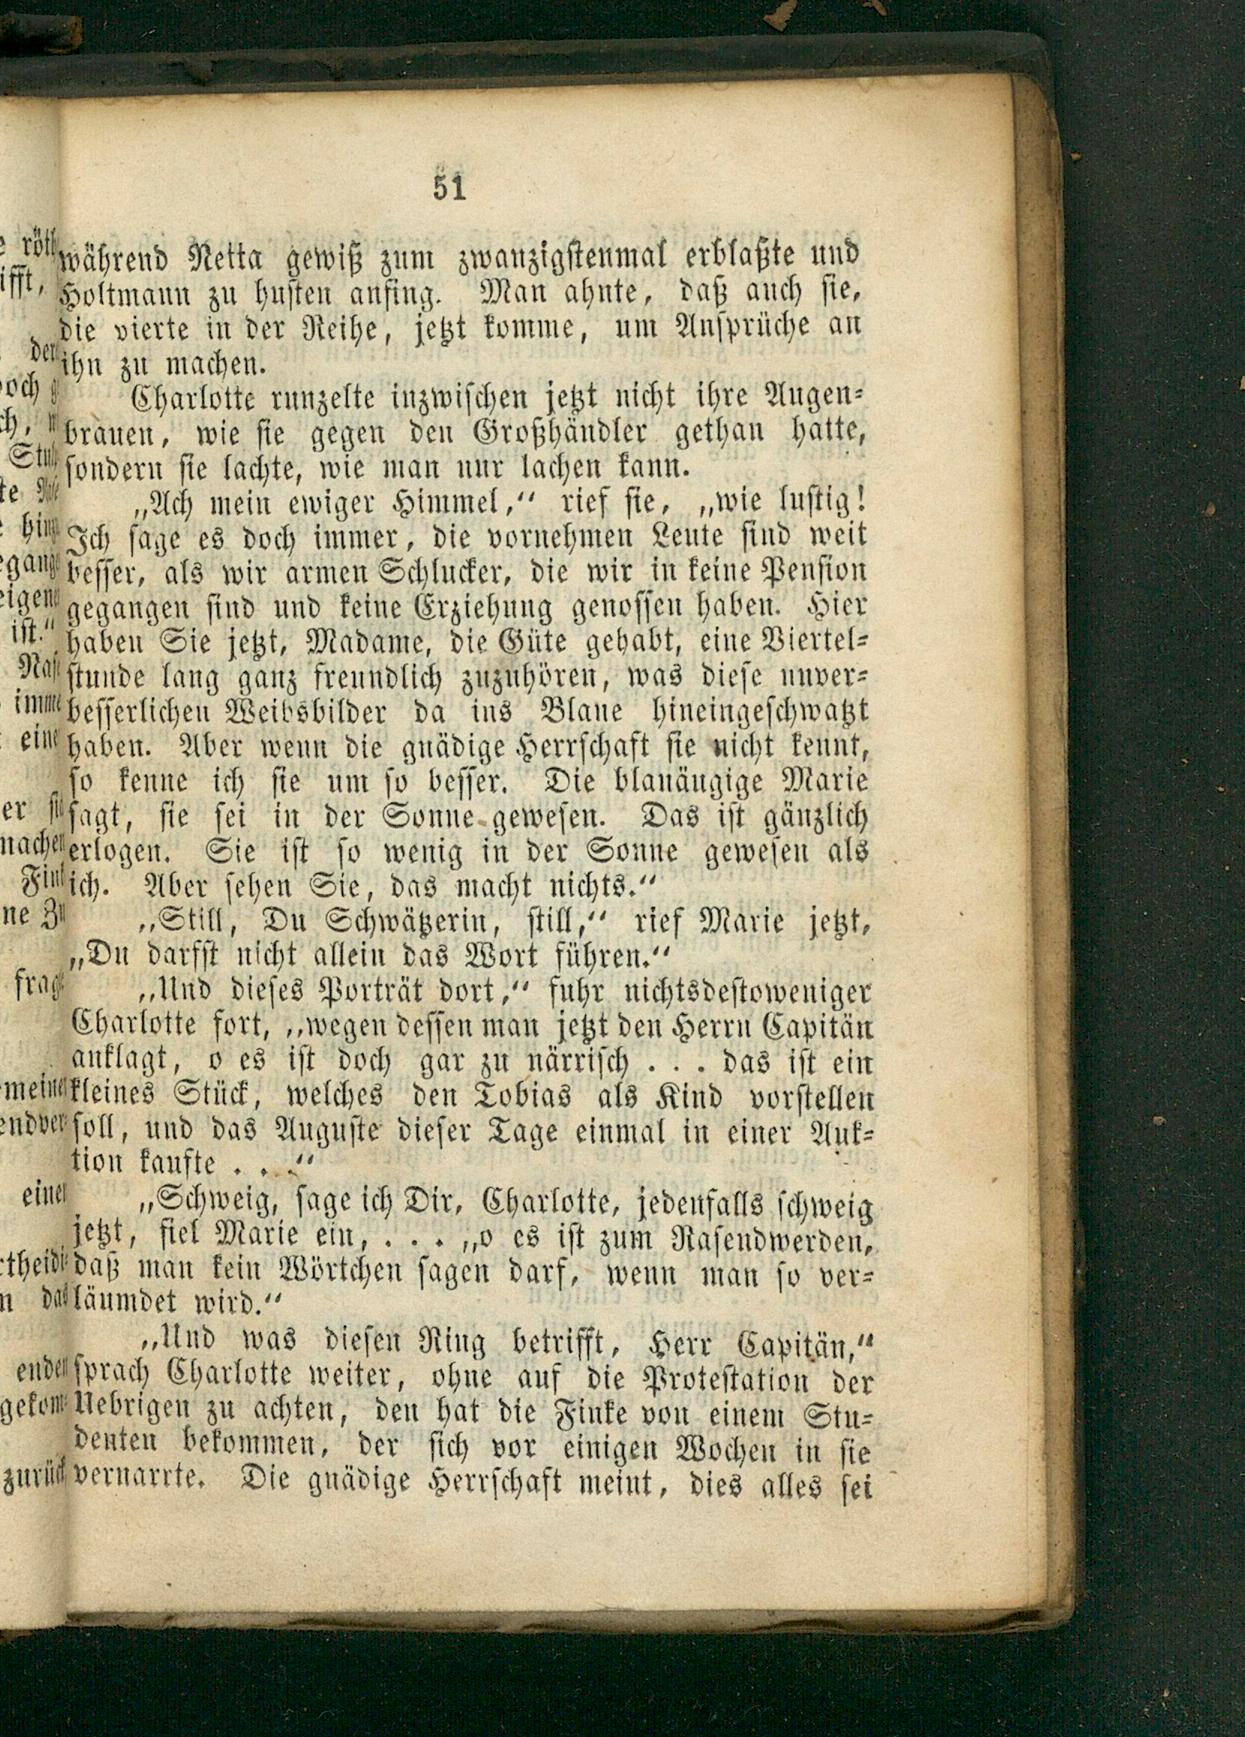 51
während Netta gewiß zum zwanzigstenmal erblaßte und
Holtmann zu husten anfing. Man ahnte, daß auch sie,
die vierte in der Reihe, jetzt komme, um Ansprüche an
ihn zu machen.
Charlotte runzelte inzwischen jetzt nicht ihre Augen-
brauen, wie sie gegen den Großhändler gethan hatte,
sondern sie lachte, wie man nur lachen kann.
„Ach mein ewiger Himmel,“ rief sie, „wie lustig!
Ich sage es doch immer, die vornehmen Leute sind weit
besser, als wir armen Schlucker, die wir in keine Pension
gegangen sind und keine Erziehung genossen haben. Hier
haben Sie jetzt, Madame, die Güte gehabt, eine Viertel-
stunde lang ganz freundlich zuzuhören, was diese unver-
besserlichen Weibsbilder da ins Blaue hineingeschwatzt
haben. Aber wenn die gnädige Herrschaft sie nicht kennt,
so kenne ich sie um so besser. Die blauäugige Marie
sagt, sie sei in der Sonne gewesen. Das ist gänzlich
erlogen. Sie ist so wenig in der Sonne gewesen als
ich. Aber sehen Sie, das macht nichts.“
„Still, Du Schwätzerin, still,“ rief Marie jetzt,
„Du darfst nicht allein das Wort führen.“
„Und dieses Porträt dort,“ fuhr nichtsdestoweniger
Charlotte fort, „wegen dessen man jetzt den Herrn Capitän
anklagt, o es ist doch gar zu närrisch . . . das ist ein
kleines Stück, welches den Tobias als Kind vorstellen
soll, und das Auguste dieser Tage einmal in einer Auk-
tion kaufte . . .“
„Schweig, sage ich Dir, Charlotte, jedenfalls schweig
jetzt, fiel Marie ein, . . . „o es ist zum Rasendwerden,
daß man kein Wörtchen sagen darf, wenn man so ver-
läumdet wird.“
„Und was diesen Ring betrifft, Herr Capitän,“
sprach Charlotte weiter, ohne auf die Protestation der
Uebrigen zu achten, den hat die Finke von einem Stu-
denten bekommen, der sich vor einigen Wochen in sie
vernarrte. Die gnädige Herrschaft meint, dies alles sei